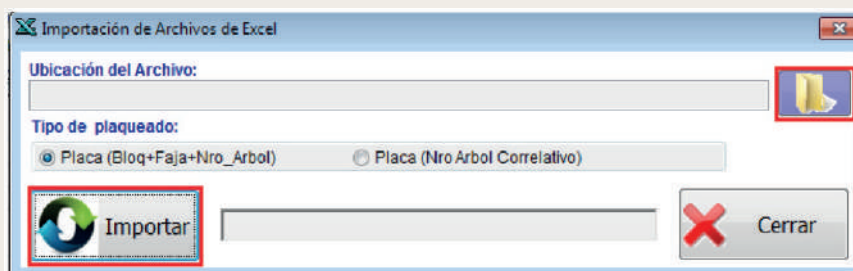 Importación de Archivos de Excel
Ubicación del Archivo:
Tipo de plaqueado:
Placa (Bloq+Faja+Nro_Arbol) Placa (Nro Arbol Correlativo)
Importar Cerrar